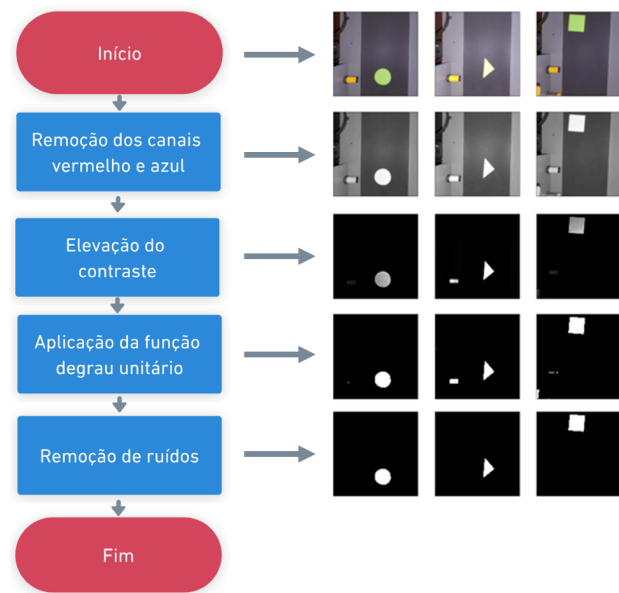 Início
Remoção dos canais
vermelho e azul
Elevação do
contraste
Aplicação da função
degrau unitário
Remoção de ruídos
Fim